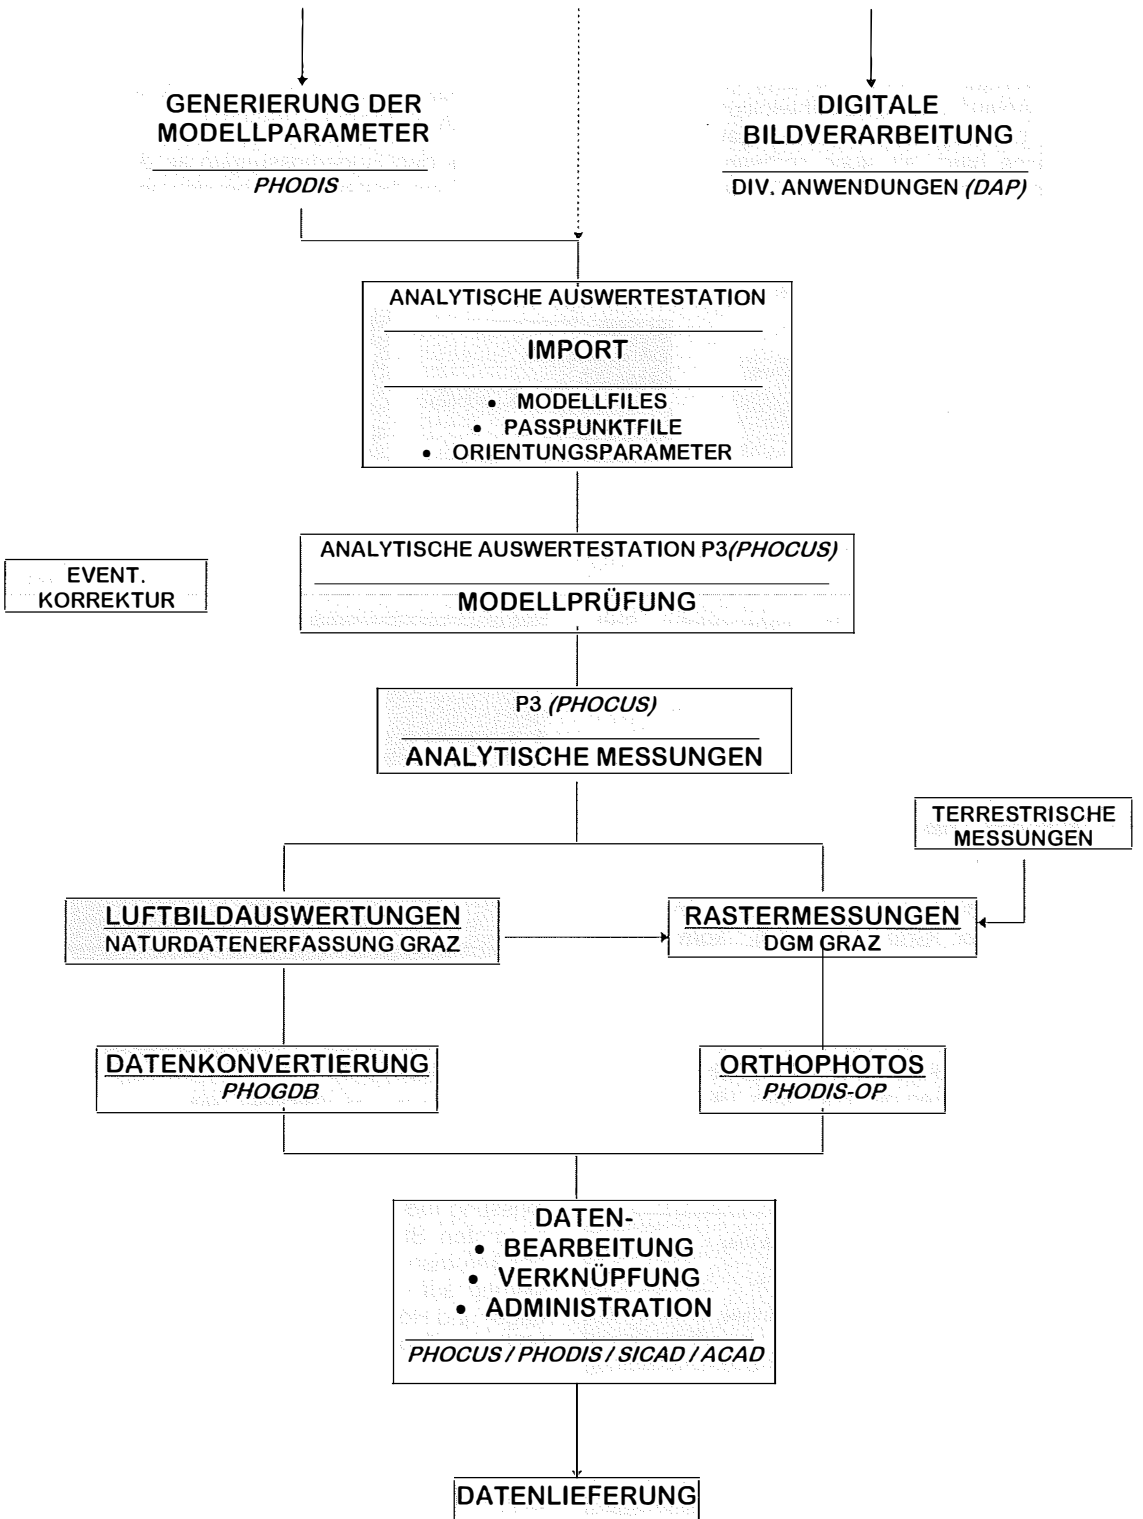 GENERIERUNG DER
MODELLPARAMETER
PHODIS
DIGITALE
BILDVERARBEITUNG
DIV. ANWENDUNGEN (DAP)
ANALYTISCHE AUSWERTESTATION
IMPORT
• MODELLFILES
• PASSPUNKTFILE
• ORIENTUNGSPARAMETER
EVENT.
KORREKTUR
ANALYTISCHE AUSWERTESTATION P3(PHOCUS)
MODELLPRÜFUNG
P3 (PHOCUS)
ANALYTISCHE MESSUNGEN
TERRESTRISCHE
MESSUNGEN
LUFTBILDAUSWERTUNGEN
NATURDATENERFASSUNG GRAZ
RASTERMESSUNGEN
DGM GRAZ
DATENKONVERTIERUNG
PHOGDB
ORTHOPHOTOS
PHODIS-OP
DATEN-
• BEARBEITUNG
• VERKNÜPFUNG
• ADMINISTRATION
PHOCUS / PHODIS / SICAD / ACAD
DATENLIEFERUNG